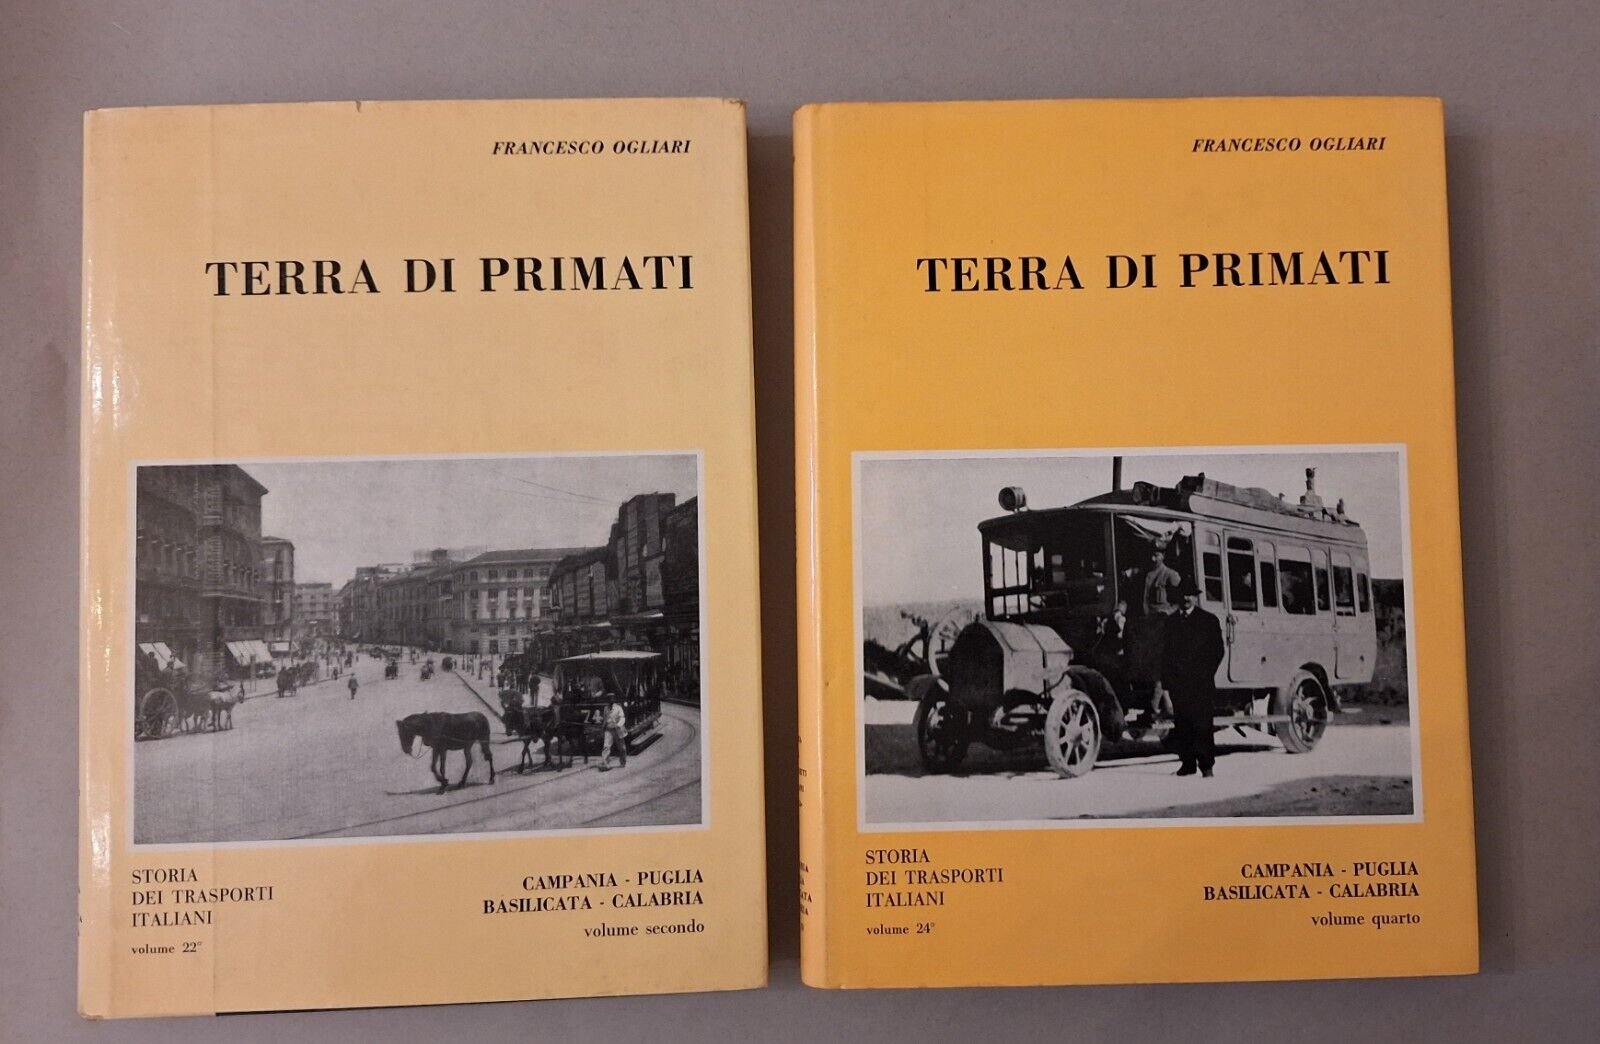 FRANCESCO OGLIARI
TERRA DI PRIMATI
74
STORIA
DEI TRASPORTI
ITALIANI
volume 22°
CAMPANIA - PUGLIA
BASILICATA - CALABRIA
volume secondo
FRANCESCO OGLIARI
TERRA DI PRIMATI
STORIA
DEI TRASPORTI
ITALIANI
volume 24°
CAMPANIA - PUGLIA
BASILICATA - CALABRIA
volume quarto